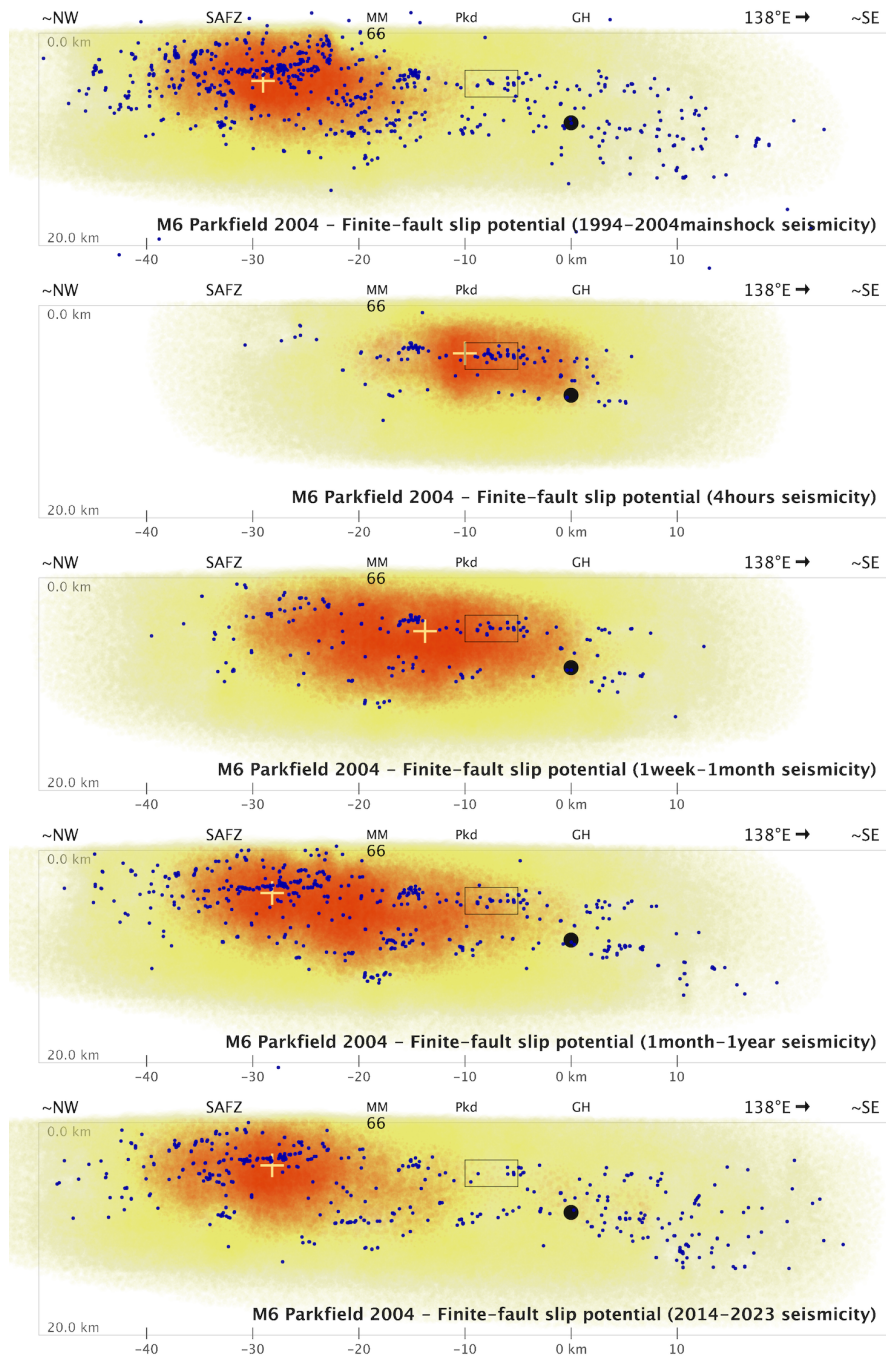 ~NW SAFZ MM Pkd GH 138°E → ~SE
66
0.0 km
M6 Parkfield 2004 – Finite-fault slip potential (1994–2004mainshock seismicity)
20.0 km
−40 −30 −20 −10 0 km 10
~NW SAFZ MM Pkd GH 138°E → ~SE
66
0.0 km
M6 Parkfield 2004 – Finite-fault slip potential (4hours seismicity)
20.0 km
−40 −30 −20 −10 0 km 10
~NW SAFZ MM Pkd GH 138°E → ~SE
66
0.0 km
M6 Parkfield 2004 – Finite-fault slip potential (1week–1month seismicity)
20.0 km
−40 −30 −20 −10 0 km 10
~NW SAFZ MM Pkd GH 138°E → ~SE
66
0.0 km
M6 Parkfield 2004 – Finite-fault slip potential (1month–1year seismicity)
20.0 km
−40 −30 −20 −10 0 km 10
~NW SAFZ MM Pkd GH 138°E → ~SE
66
0.0 km
M6 Parkfield 2004 – Finite-fault slip potential (2014–2023 seismicity)
20.0 km
−40 −30 −20 −10 0 km 10